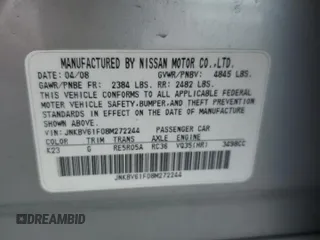 MANUFACTURED BY NISSAN MOTOR CO.,LTD.
DATE 04/08 GVWR/PNBV: 4845 LBS.
GAWR/PNBE FR: 2384 LBS. RR: 2482 LBS.
THIS VEHICLE CONFORMS TO ALL APPLICABLE FEDERAL
MOTOR VEHICLE SAFETY, BUMPER, AND THEFT PREVENTION
STANDARDS IN EFFECT ON THE DATE OF MANUFACTURE
SHOWN ABOVE.
VIN: JNKBV61F08M272244 PASSENGER CAR
COLOR TRIM TRANS AXLE ENGINE
K23 G RE5R05A RC36 VQ35(HR) 3498CC
JNKBV61F08M272244
DREAMBID